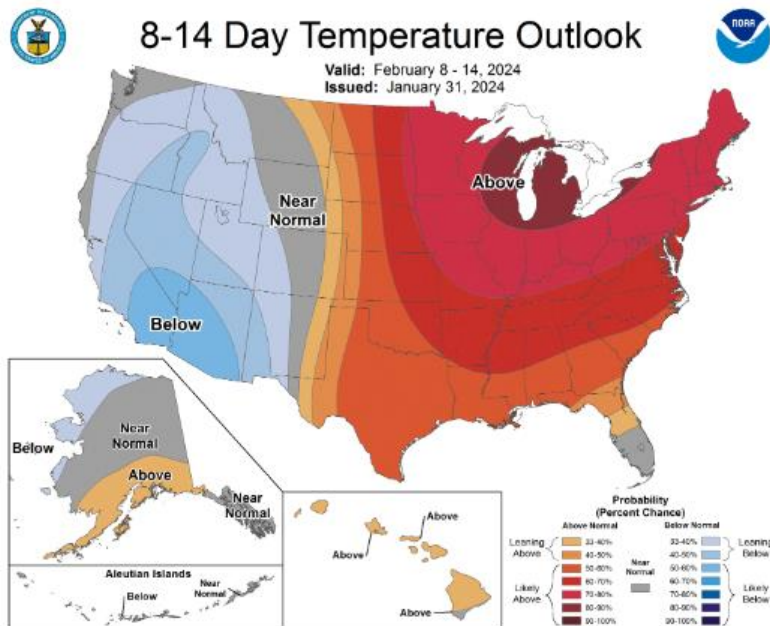 8-14 Day Temperature Outlook
NOAA
Valid: February 8 - 14, 2024
Issued: January 31, 2024
Near
Normal
Above
Below
Below
Near
Normal
Above
Near
Normal
Aleutian Islands
Below
Near
Normal
Above
Above
Above
Probability
(Percent Chance)
Above Normal
Below Normal
Leaning
Above
33-40%
40-50%
Likely
Above
50-60%
60-70%
70-80%
80-90%
90-100%
Near
Normal
33-40%
40-50%
Leaning
Below
50-60%
60-70%
70-80%
80-90%
90-100%
Likely
Below